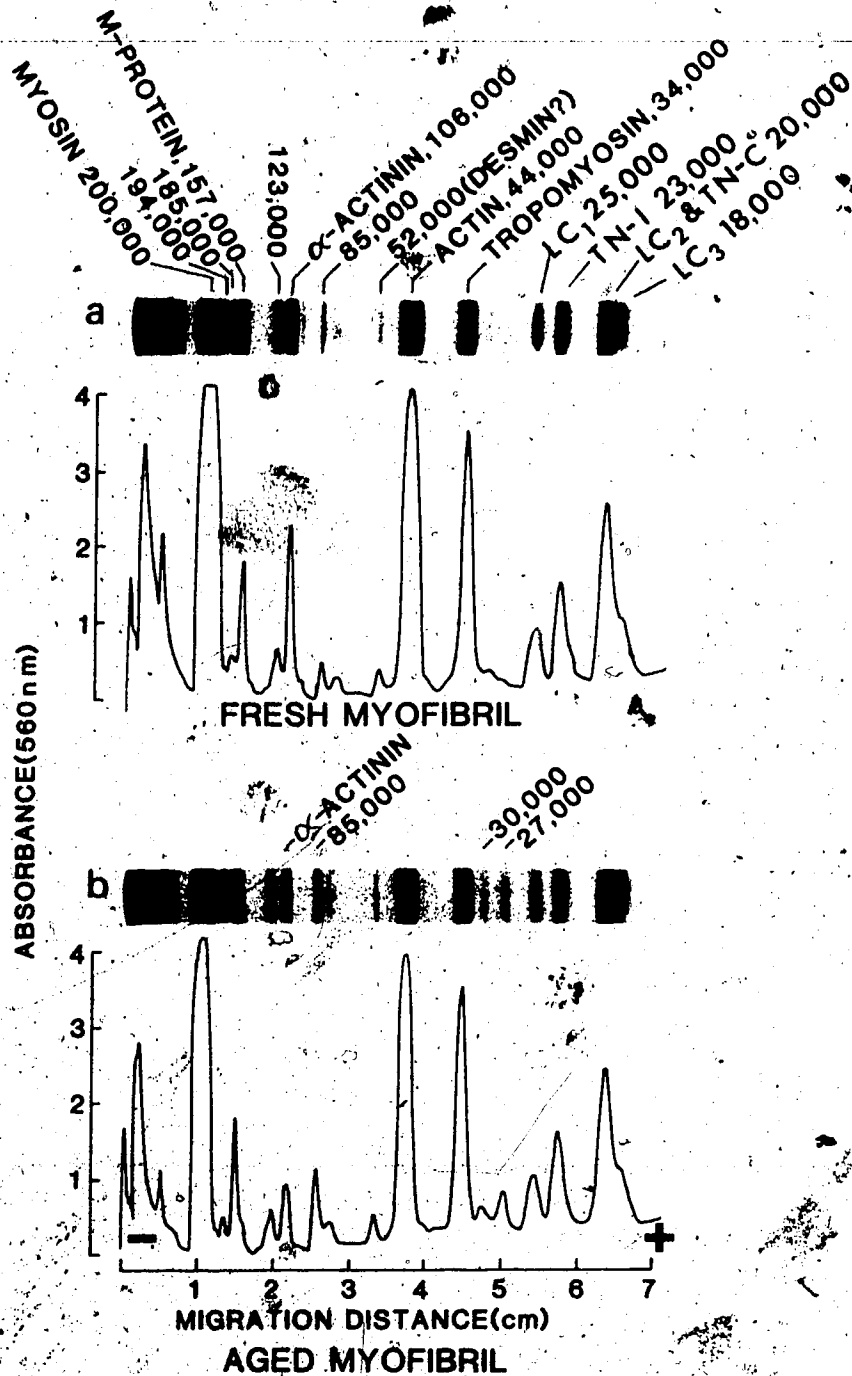 MYOSIN 200,000
194,000
185,000
M-PROTEIN, 157,000
123,000
α-ACTININ, 106,000
85,000
52,000(DESMIN?)
ACTIN, 44,000
TROPOMYOSIN, 34,000
LC1 25,000
TN-I 23,000
LC2 & TN-C 20,000
LC3 18,000
a
4
3
2
1
FRESH MYOFIBRIL
ABSORBANCE(560nm)
-α-ACTININ
-85,000
-30,000
-27,000
b
4
3
2
1
− +
1 2 3 4 5 6 7
MIGRATION DISTANCE(cm)
AGED MYOFIBRIL